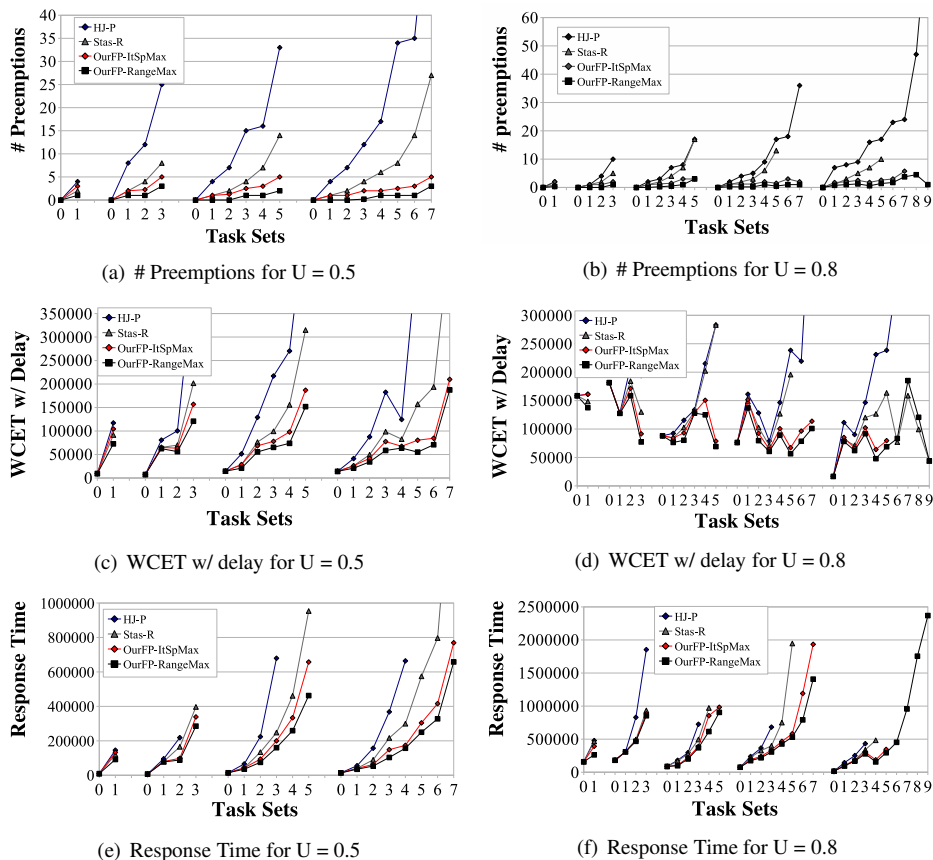 # Preemptions
40
35
30
25
20
15
10
5
0
HJ-P
Stas-R
OurFP-ItSpMax
OurFP-RangeMax
0 1 0 1 2 3 0 1 2 3 4 5 0 1 2 3 4 5 6 7
Task Sets
(a) # Preemptions for U = 0.5
# preemptions
60
50
40
30
20
10
0
HJ-P
Stas-R
OurFP-ItSpMax
OurFP-RangeMax
0 1 0 1 2 3 0 1 2 3 4 5 0 1 2 3 4 5 6 7 0 1 2 3 4 5 6 7 8 9
Task Sets
(b) # Preemptions for U = 0.8
WCET w/ Delay
350000
300000
250000
200000
150000
100000
50000
0
HJ-P
Stas-R
OurFP-ItSpMax
OurFP-RangeMax
0 1 0 1 2 3 0 1 2 3 4 5 0 1 2 3 4 5 6 7
Task Sets
(c) WCET w/ delay for U = 0.5
WCET w/ Delay
300000
250000
200000
150000
100000
50000
0
HJ-P
Stas-R
OurFP-ItSpMax
OurFP-RangeMax
0 1 0 1 2 3 0 1 2 3 4 5 0 1 2 3 4 5 6 7 0 1 2 3 4 5 6 7 8 9
Task Sets
(d) WCET w/ delay for U = 0.8
Response Time
1000000
800000
600000
400000
200000
0
HJ-P
Stas-R
OurFP-ItSpMax
OurFP-RangeMax
0 1 0 1 2 3 0 1 2 3 4 5 0 1 2 3 4 5 6 7
Task Sets
(e) Response Time for U = 0.5
Response Time
2500000
2000000
1500000
1000000
500000
0
HJ-P
Stas-R
OurFP-ItSpMax
OurFP-RangeMax
0 1 0 1 2 3 0 1 2 3 4 5 0 1 2 3 4 5 6 7 0 1 2 3 4 5 6 7 8 9
Task Sets
(f) Response Time for U = 0.8